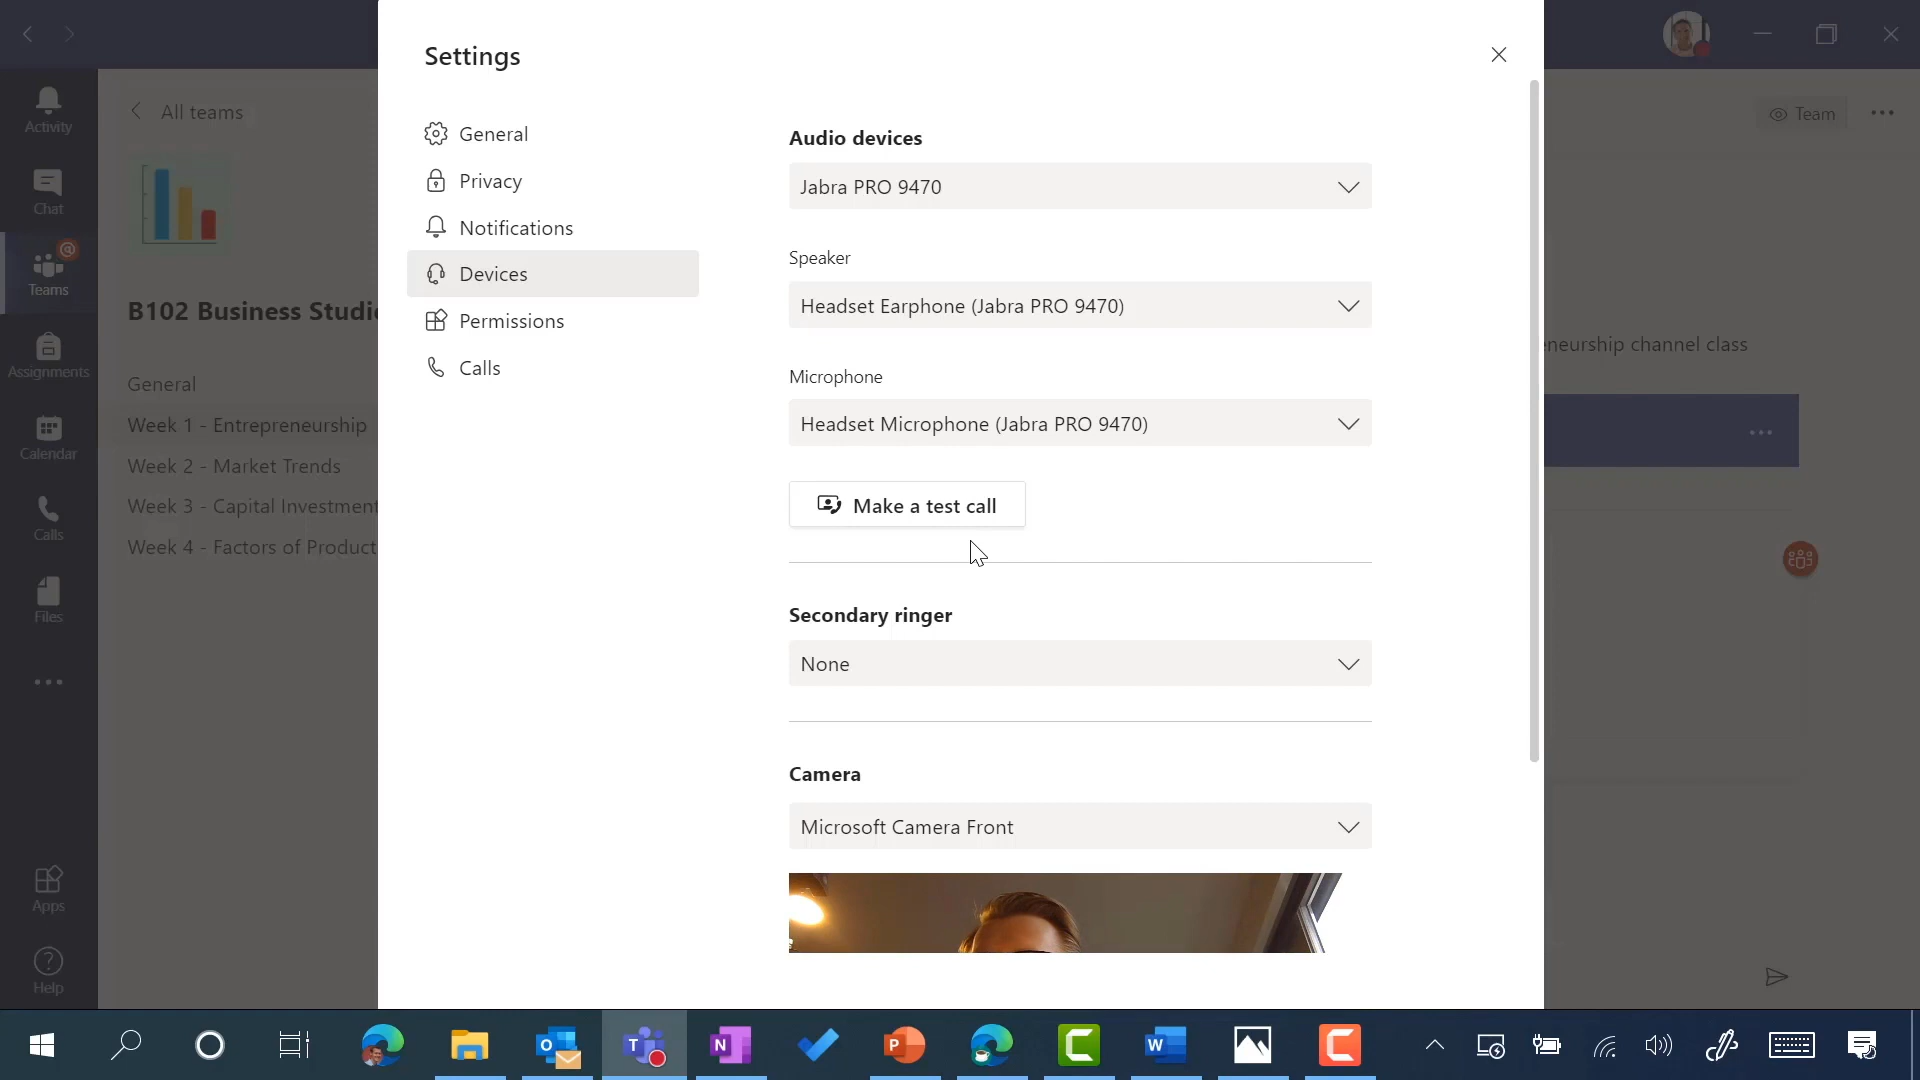 Settings
Activity
Chat
Teams
Assignments
Calendar
Calls
Files
Apps
Help
All teams
B102 Business Studie
General
Week 1 - Entrepreneurship
Week 2 - Market Trends
Week 3 - Capital Investment
Week 4 - Factors of Product
General
Privacy
Notifications
Devices
Permissions
Calls
Audio devices
Jabra PRO 9470
Speaker
Headset Earphone (Jabra PRO 9470)
Microphone
Headset Microphone (Jabra PRO 9470)
Make a test call
Secondary ringer
None
Camera
Microsoft Camera Front
Team
eneurship channel class